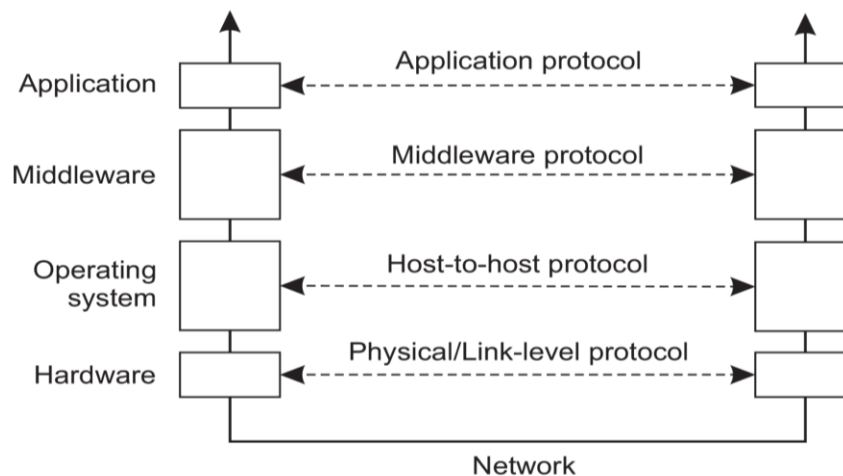 Application protocol
Application
Middleware protocol
Middleware
Host-to-host protocol
Operating
system
Physical/Link-level protocol
Hardware
Network